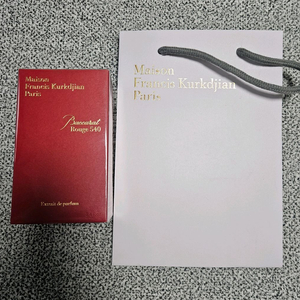 Maison
Francis Kurkdjian
Paris
Baccarat
Rouge 540
Extrait de parfum
Maison
Francis Kurkdjian
Paris